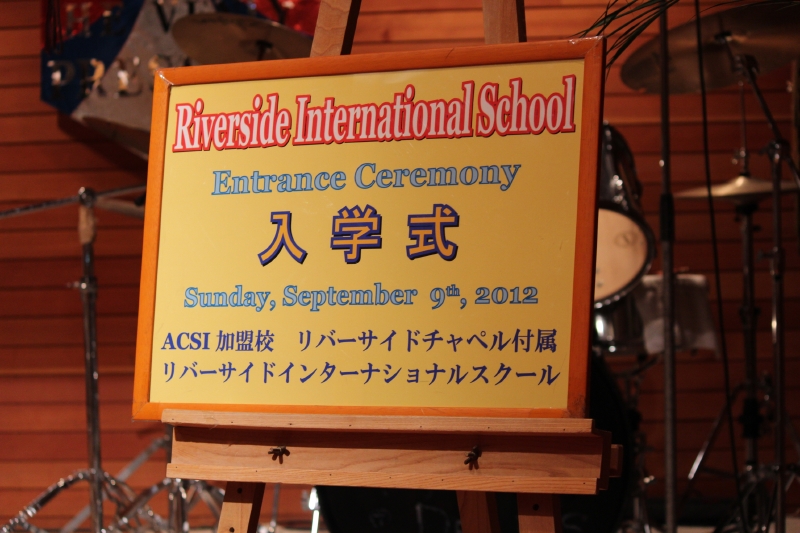 Riverside International School
Entrance Ceremony
入学式
Sunday, September 9th, 2012
ACSI 加盟校　リバーサイドチャペル付属
リバーサイドインターナショナルスクール